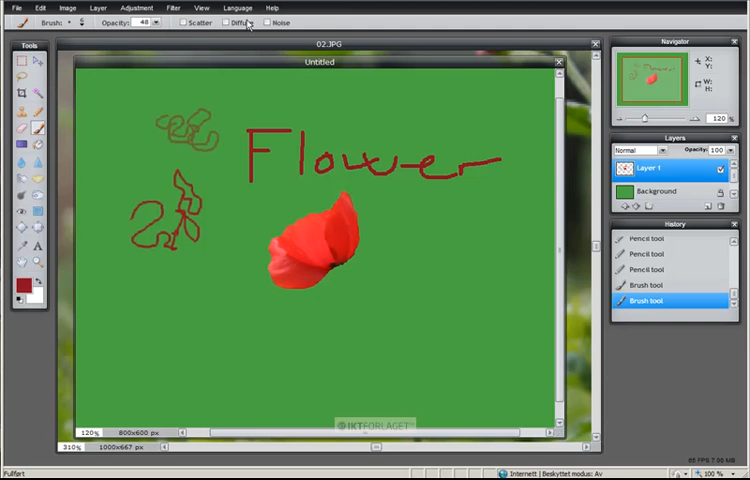 File Edit Image Layer Adjustment Filter View Language Help
Brush: Opacity: 48 Scatter Diffuse Noise
Tools
02.JPG
Untitled
Flower
120% 800x600 px
310% 1000x667 px
©IKTFORLAGET
Navigator
X:
Y:
W:
H:
120 %
Layers
Normal Opacity: 100
Layer 1
Background
History
Pencil tool
Pencil tool
Pencil tool
Brush tool
Brush tool
Fullført Internett | Beskyttet modus: Av 100 %